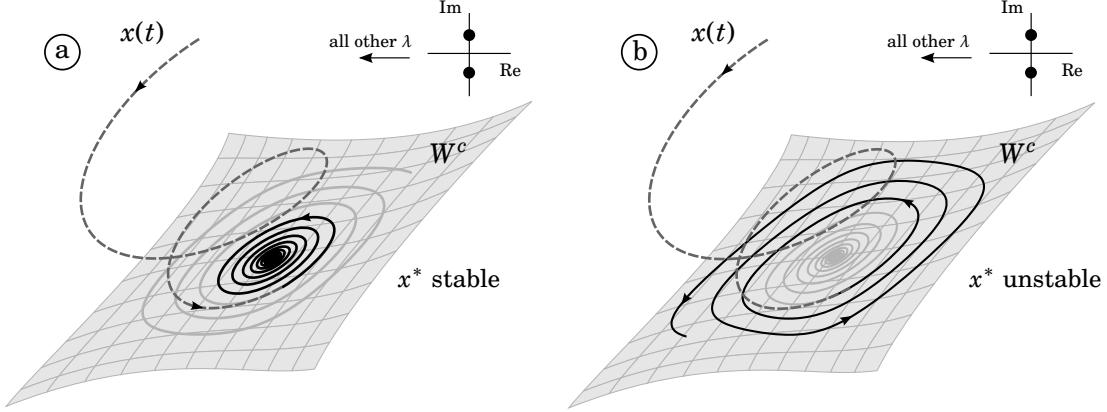 a
x(t)
all other λ
Im
Re
W^c
x* stable
b
x(t)
all other λ
Im
Re
W^c
x* unstable